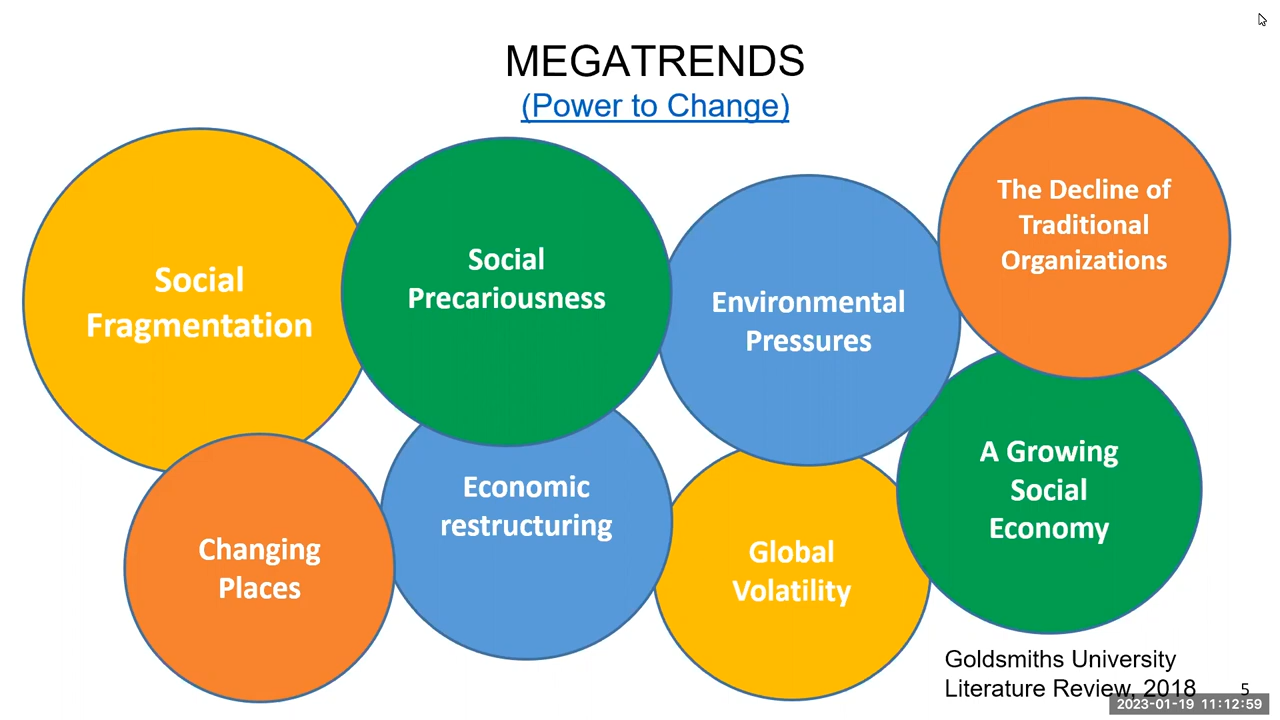 MEGATRENDS
(Power to Change)
Social
Fragmentation
Social
Precariousness
Environmental
Pressures
The Decline of
Traditional
Organizations
Changing
Places
Economic
restructuring
Global
Volatility
A Growing
Social
Economy
Goldsmiths University
Literature Review, 2018
5
2023-01-19 11:12:59